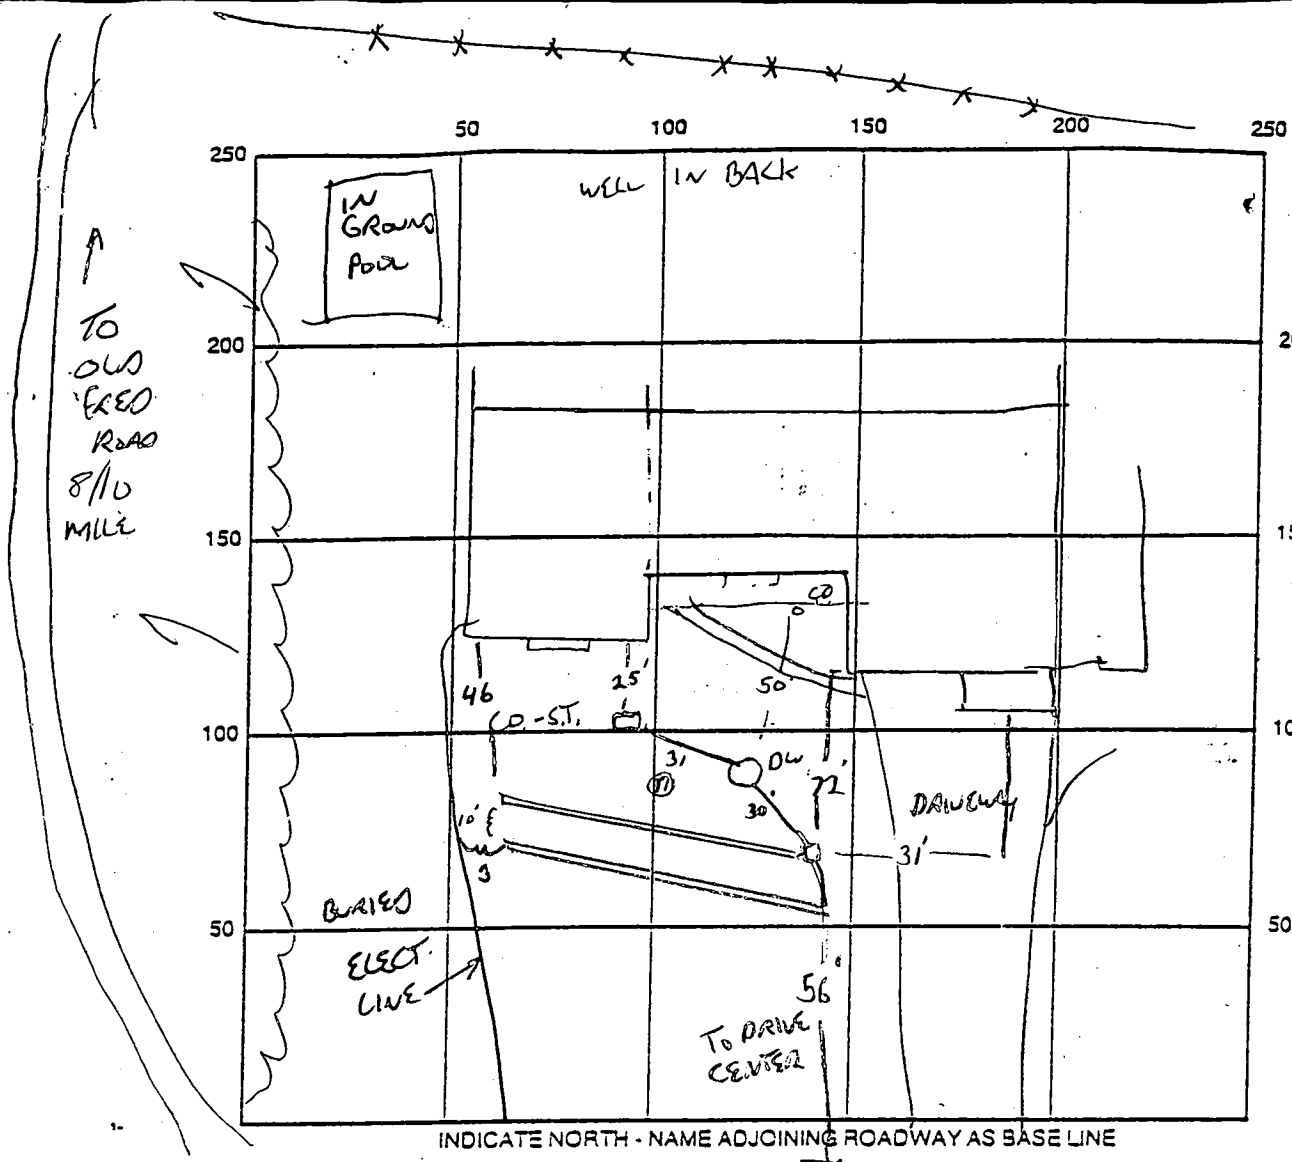 50 100 150 200 250
250
WELL IN BACK
IN
GROUND
POOL
TO
OLD
FRED
ROAD
8/10
MILE
200
150
CO
46
25'
50'
CO.-S.T.
100
31
DW
30'
72'
DRIVEWAY
31'
10'
3
BURIED
ELECT.
LINE
50
50
56'
TO DRIVE
CENTER
INDICATE NORTH - NAME ADJOINING ROADWAY AS BASE LINE